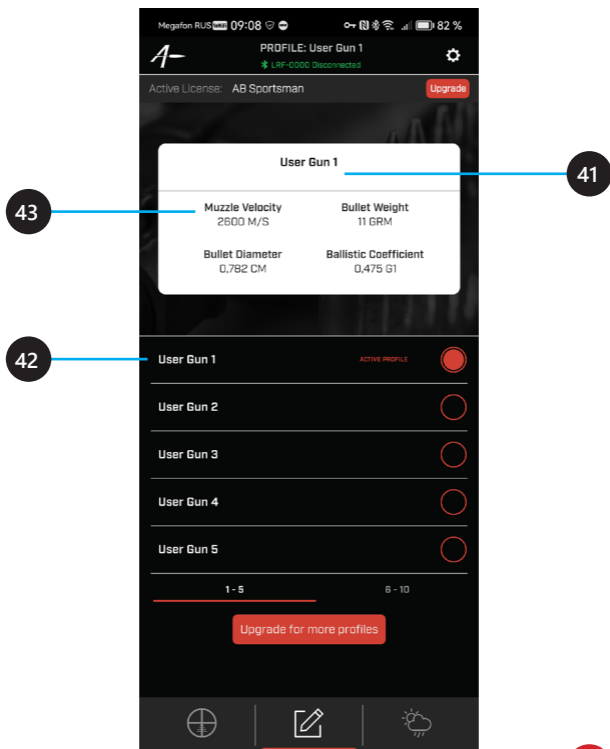 Megafon RUS 09:08 82 %
PROFILE: User Gun 1
LRF-0000 Disconnected
Active License: AB Sportsman Upgrade
User Gun 1
41
43
Muzzle Velocity Bullet Weight
2600 M/S 11 GRM
Bullet Diameter Ballistic Coefficient
0,782 CM 0,475 G1
42
User Gun 1 ACTIVE PROFILE
User Gun 2
User Gun 3
User Gun 4
User Gun 5
1 - 5 6 - 10
Upgrade for more profiles